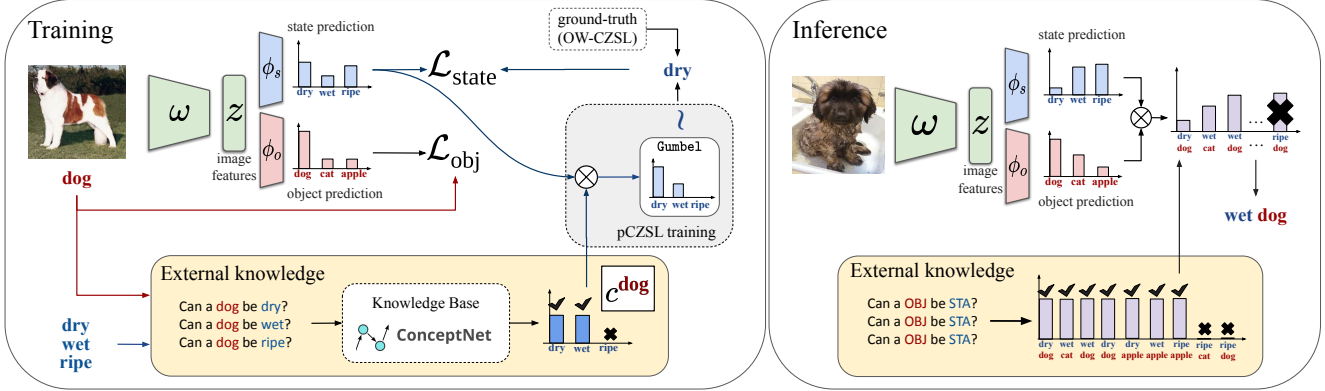 Training
ω
z
image
features
ϕs
ϕo
state prediction
dry wet ripe
dog cat apple
object prediction
ℒstate
ℒobj
ground-truth
(OW-CZSL)
dry
~
Gumbel
dry wet ripe
pCZSL training
dog
dry
wet
ripe
External knowledge
Can a dog be dry?
Can a dog be wet?
Can a dog be ripe?
Knowledge Base
ConceptNet
c^dog
dry wet ripe
Inference
ω
z
image
features
ϕs
ϕo
state prediction
dry wet ripe
dog cat apple
object prediction
dry wet wet ... ripe
dog cat dog ... dog
wet dog
External knowledge
Can a OBJ be STA?
Can a OBJ be STA?
Can a OBJ be STA?
dry wet wet dry dry wet ripe ripe ripe
dog cat dog dog apple apple apple cat dog